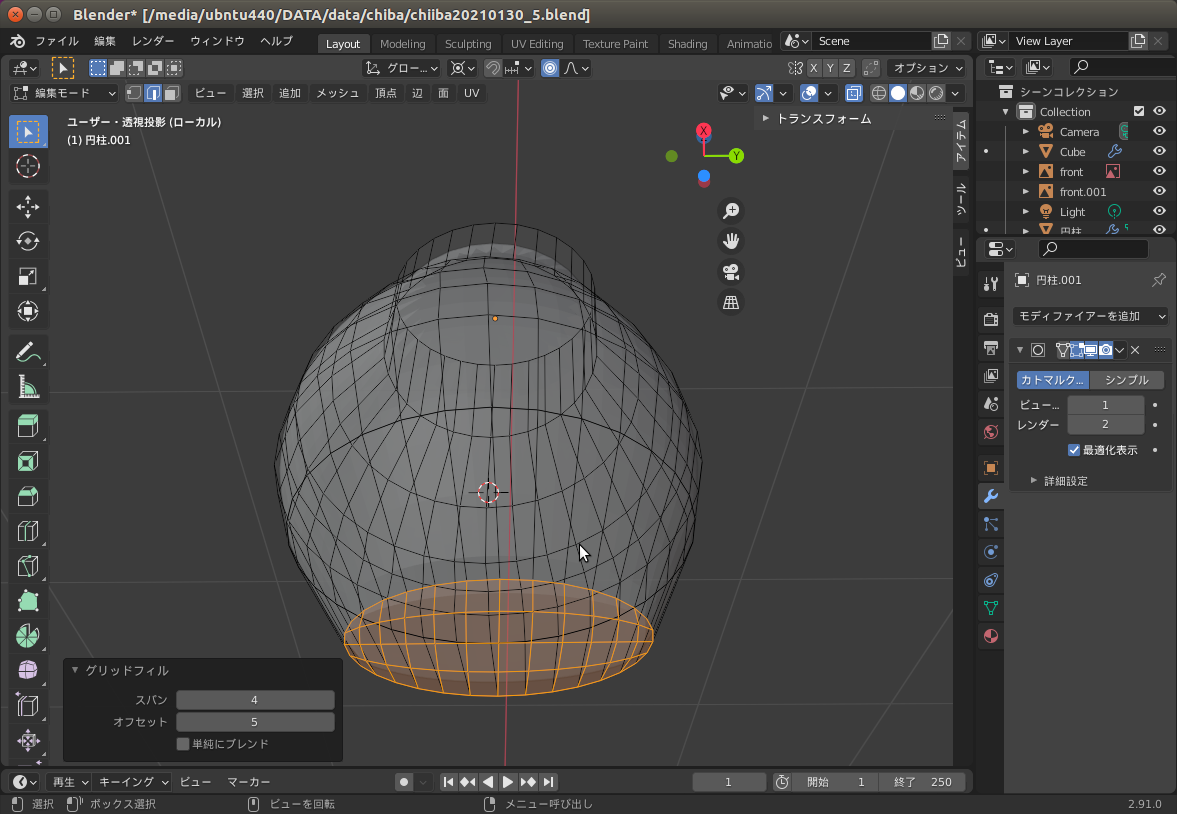 Blender* [/media/ubntu440/DATA/data/chiba/chiiba20210130_5.blend]
ファイル 編集 レンダー ウィンドウ ヘルプ Layout Modeling Sculpting UV Editing Texture Paint Shading Animatio Scene View Layer
グロー... X Y Z オプション
編集モード ビュー 選択 追加 メッシュ 頂点 辺 面 UV
ユーザー・透視投影 (ローカル)
(1) 円柱.001
トランスフォーム
X
Y
アイテム
ツール
ビュー
シーンコレクション
Collection
Camera
Cube
front
front.001
Light
円柱 5
円柱.001
モディファイアーを追加
カトマルク... シンプル
ビュー... 1
レンダー 2
最適化表示
詳細設定
グリッドフィル
スパン 4
オフセット 5
単純にブレンド
再生 キーイング ビュー マーカー 1 開始 1 終了 250
選択 ボックス選択 ビューを回転 メニュー呼び出し 2.91.0